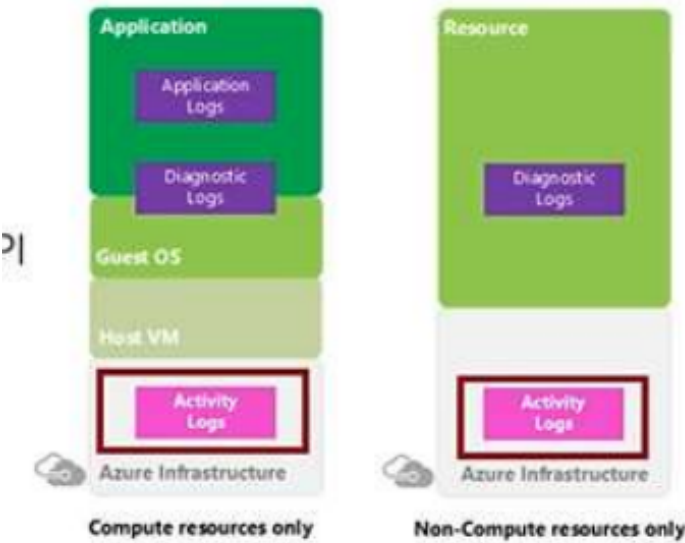 Application
Application
Logs
Diagnostic
Logs
Guest OS
Host VM
Activity
Logs
Azure Infrastructure
Compute resources only
Resource
Diagnostic
Logs
Activity
Logs
Azure Infrastructure
Non-Compute resources only